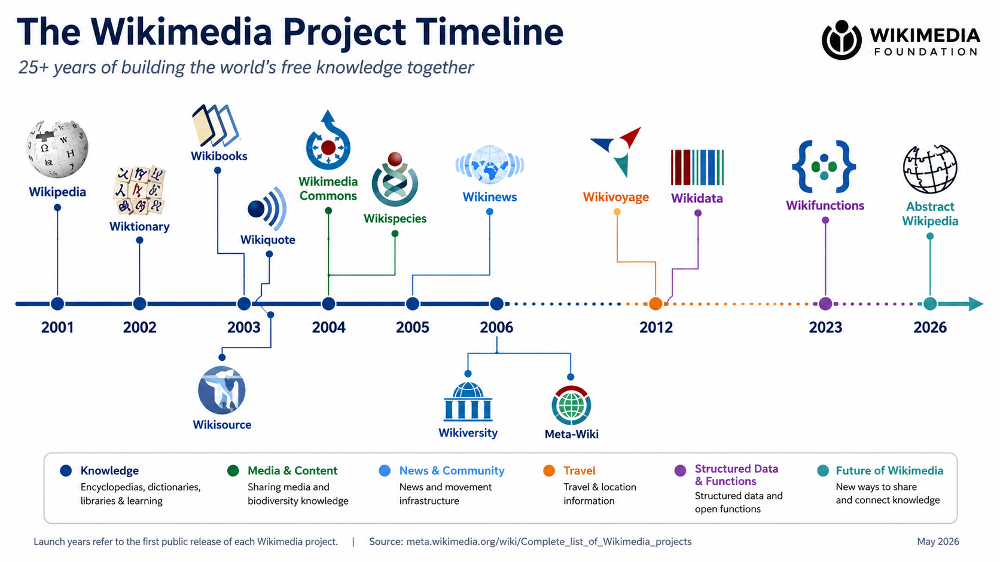 The Wikimedia Project Timeline
25+ years of building the world's free knowledge together
WIKIMEDIA
FOUNDATION
Wikipedia
Wiktionary
Wikibooks
Wikiquote
Wikimedia
Commons
Wikispecies
Wikinews
Wikivoyage
Wikidata
Wikifunctions
Abstract
Wikipedia
2001
2002
2003
2004
2005
2006
2012
2023
2026
Wikisource
Wikiversity
Meta-Wiki
Knowledge
Encyclopedias, dictionaries,
libraries & learning
Media & Content
Sharing media and
biodiversity knowledge
News & Community
News and movement
infrastructure
Travel
Travel & location
information
Structured Data
& Functions
Structured data and
open functions
Future of Wikimedia
New ways to share
and connect knowledge
Launch years refer to the first public release of each Wikimedia project. | Source: meta.wikimedia.org/wiki/Complete_list_of_Wikimedia_projects
May 2026